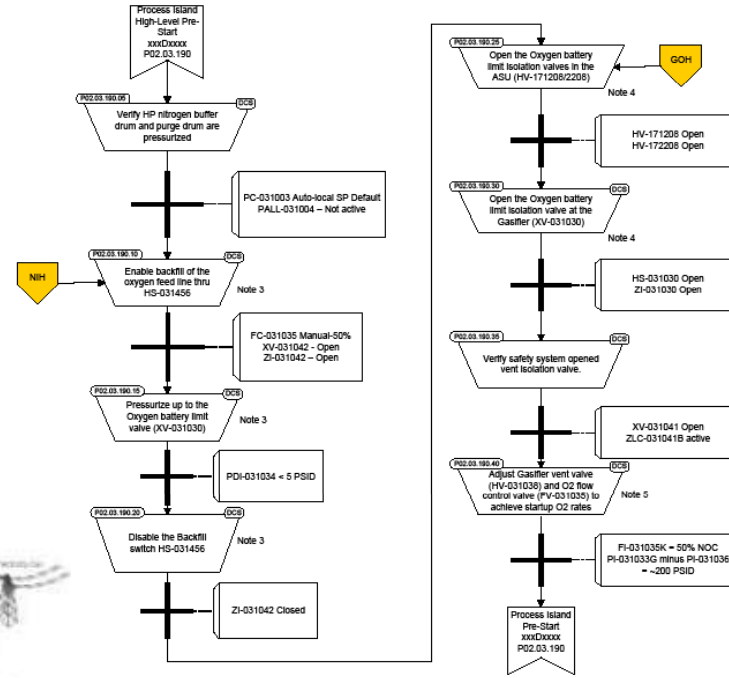 Process Island
High-Level Pre-
Start
xxxDxxxx
P02.03.190
P02.03.190.05
DCS
Verify HP nitrogen buffer
drum and purge drum are
pressurized
PC-031003 Auto-local SP Default
PALL-031004 – Not active
P02.03.190.10
DCS
NIH
Enable backfill of the
oxygen feed line thru
HS-031456
Note 3
FC-031035 Manual-50%
XV-031042 - Open
ZI-031042 – Open
P02.03.190.15
DCS
Pressurize up to the
Oxygen battery limit
valve (XV-031030)
Note 3
PDI-031034 < 5 PSID
P02.03.190.20
DCS
Disable the Backfill
switch HS-031456
Note 3
ZI-031042 Closed
P02.03.190.25
Open the Oxygen battery
limit isolation valves in the
ASU (HV-171208/2208)
GOH
Note 4
HV-171208 Open
HV-172208 Open
P02.03.190.30
DCS
Open the Oxygen battery
limit isolation valve at the
Gasifier (XV-031030)
Note 4
HS-031030 Open
ZI-031030 Open
P02.03.190.35
DCS
Verify safety system opened
vent isolation valve.
XV-031041 Open
ZLC-031041B active
P02.03.190.40
DCS
Adjust Gasifier vent valve
(HV-031038) and O2 flow
control valve (FV-031035) to
achieve startup O2 rates
Note 5
FI-031035K = 50% NOC
PI-031033G minus PI-031036
= ~200 PSID
Process Island
Pre-Start
xxxDxxxx
P02.03.190